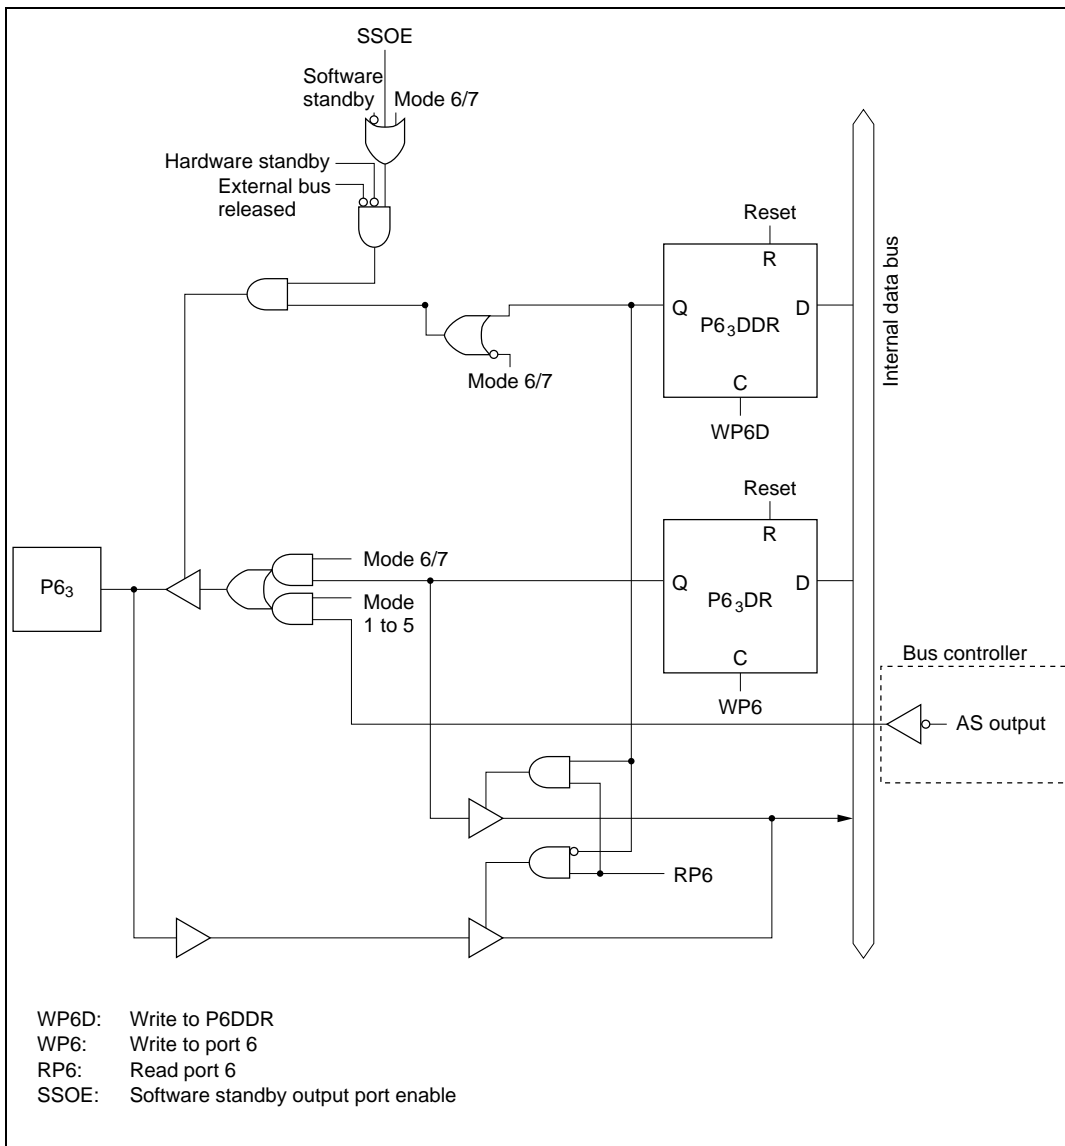 SSOE
Software
standby
Mode 6/7
Hardware standby
External bus
released
Reset
R
Q
P6₃DDR
D
C
WP6D
Mode 6/7
Internal data bus
Reset
R
Q
P6₃DR
D
C
WP6
P6₃
Mode 6/7
Mode
1 to 5
Bus controller
AS output
RP6
WP6D: Write to P6DDR
WP6: Write to port 6
RP6: Read port 6
SSOE: Software standby output port enable